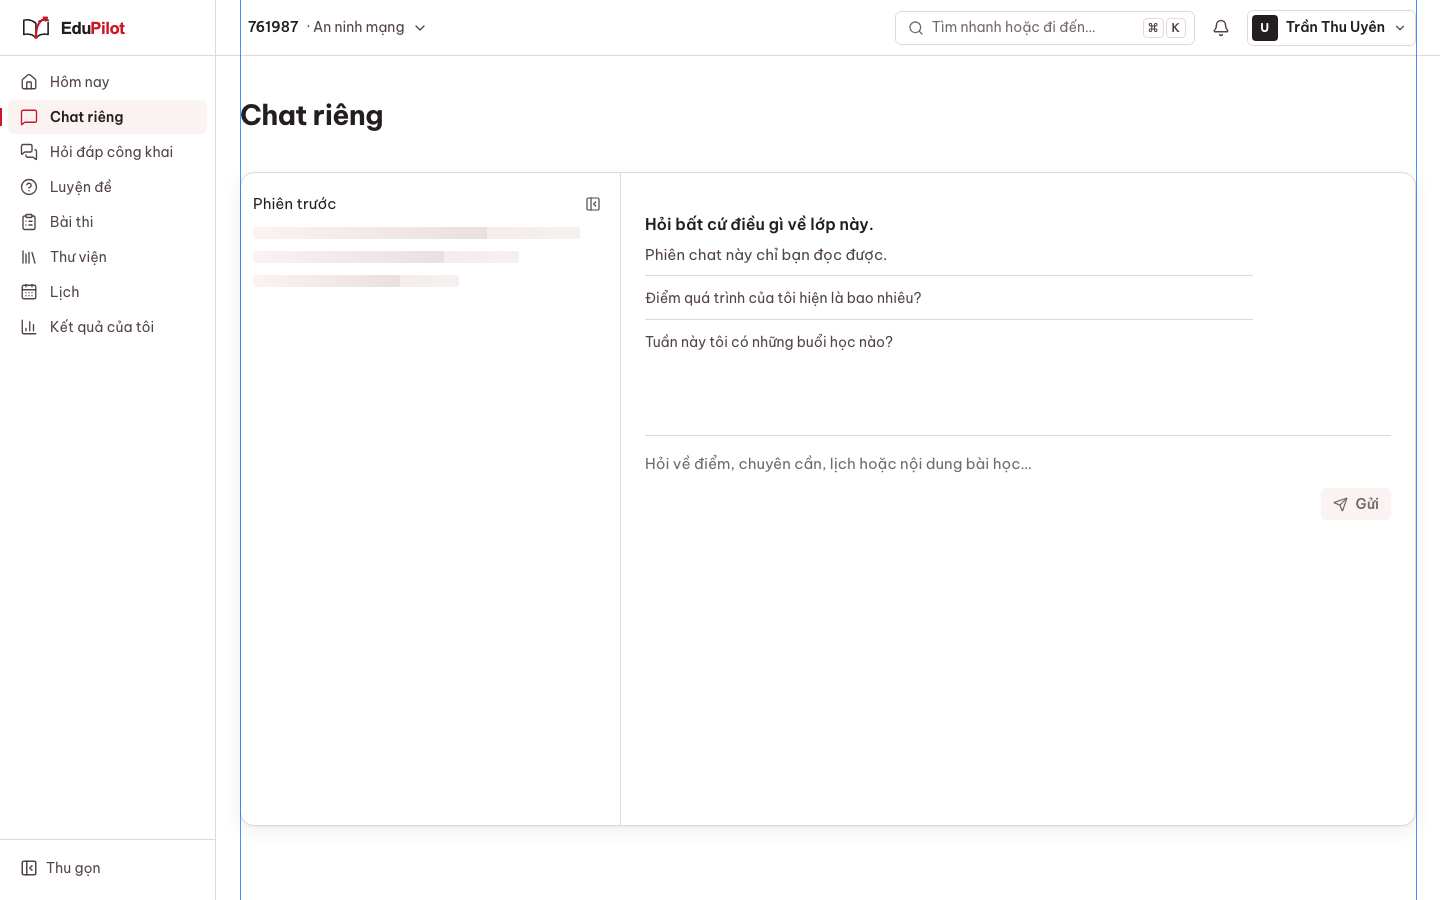 EduPilot
761987 · An ninh mạng
Tìm nhanh hoặc đi đến...
⌘ K
U Trần Thu Uyên
Hôm nay
Chat riêng
Hỏi đáp công khai
Luyện đề
Bài thi
Thư viện
Lịch
Kết quả của tôi
Thu gọn
Chat riêng
Phiên trước
Hỏi bất cứ điều gì về lớp này.
Phiên chat này chỉ bạn đọc được.
Điểm quá trình của tôi hiện là bao nhiêu?
Tuần này tôi có những buổi học nào?
Hỏi về điểm, chuyên cần, lịch hoặc nội dung bài học...
Gửi